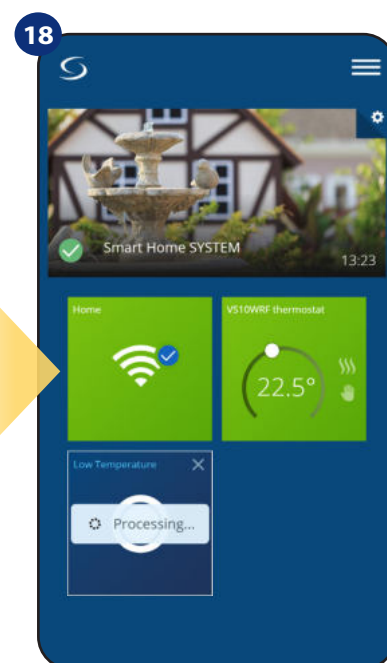 18
Smart Home SYSTEM
13:23
Home
VS10WRF thermostat
22.5°
Low Temperature
Processing...